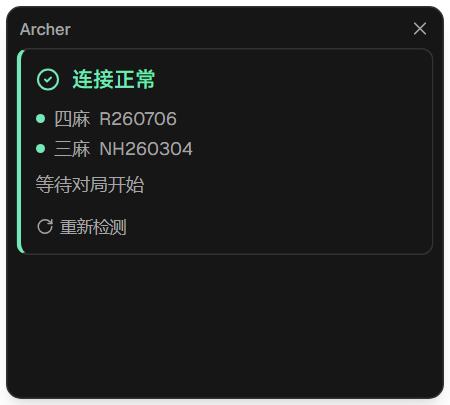 Archer
连接正常
四麻 R260706
三麻 NH260304
等待对局开始
重新检测